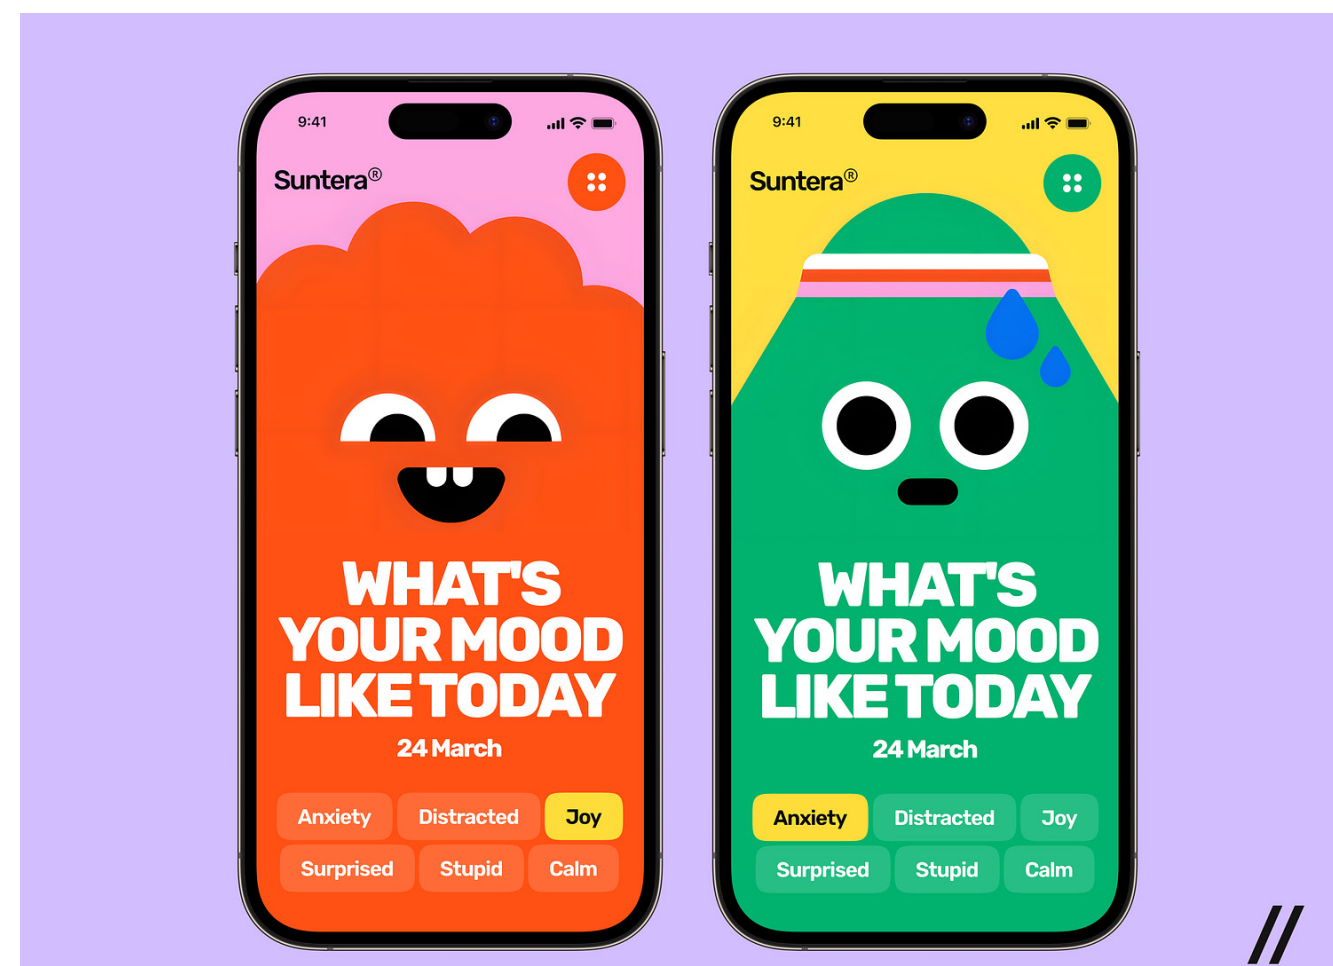 9:41
Suntera®
WHAT'S
YOUR MOOD
LIKE TODAY
24 March
Anxiety Distracted Joy
Surprised Stupid Calm
9:41
Suntera®
WHAT'S
YOUR MOOD
LIKE TODAY
24 March
Anxiety Distracted Joy
Surprised Stupid Calm
//